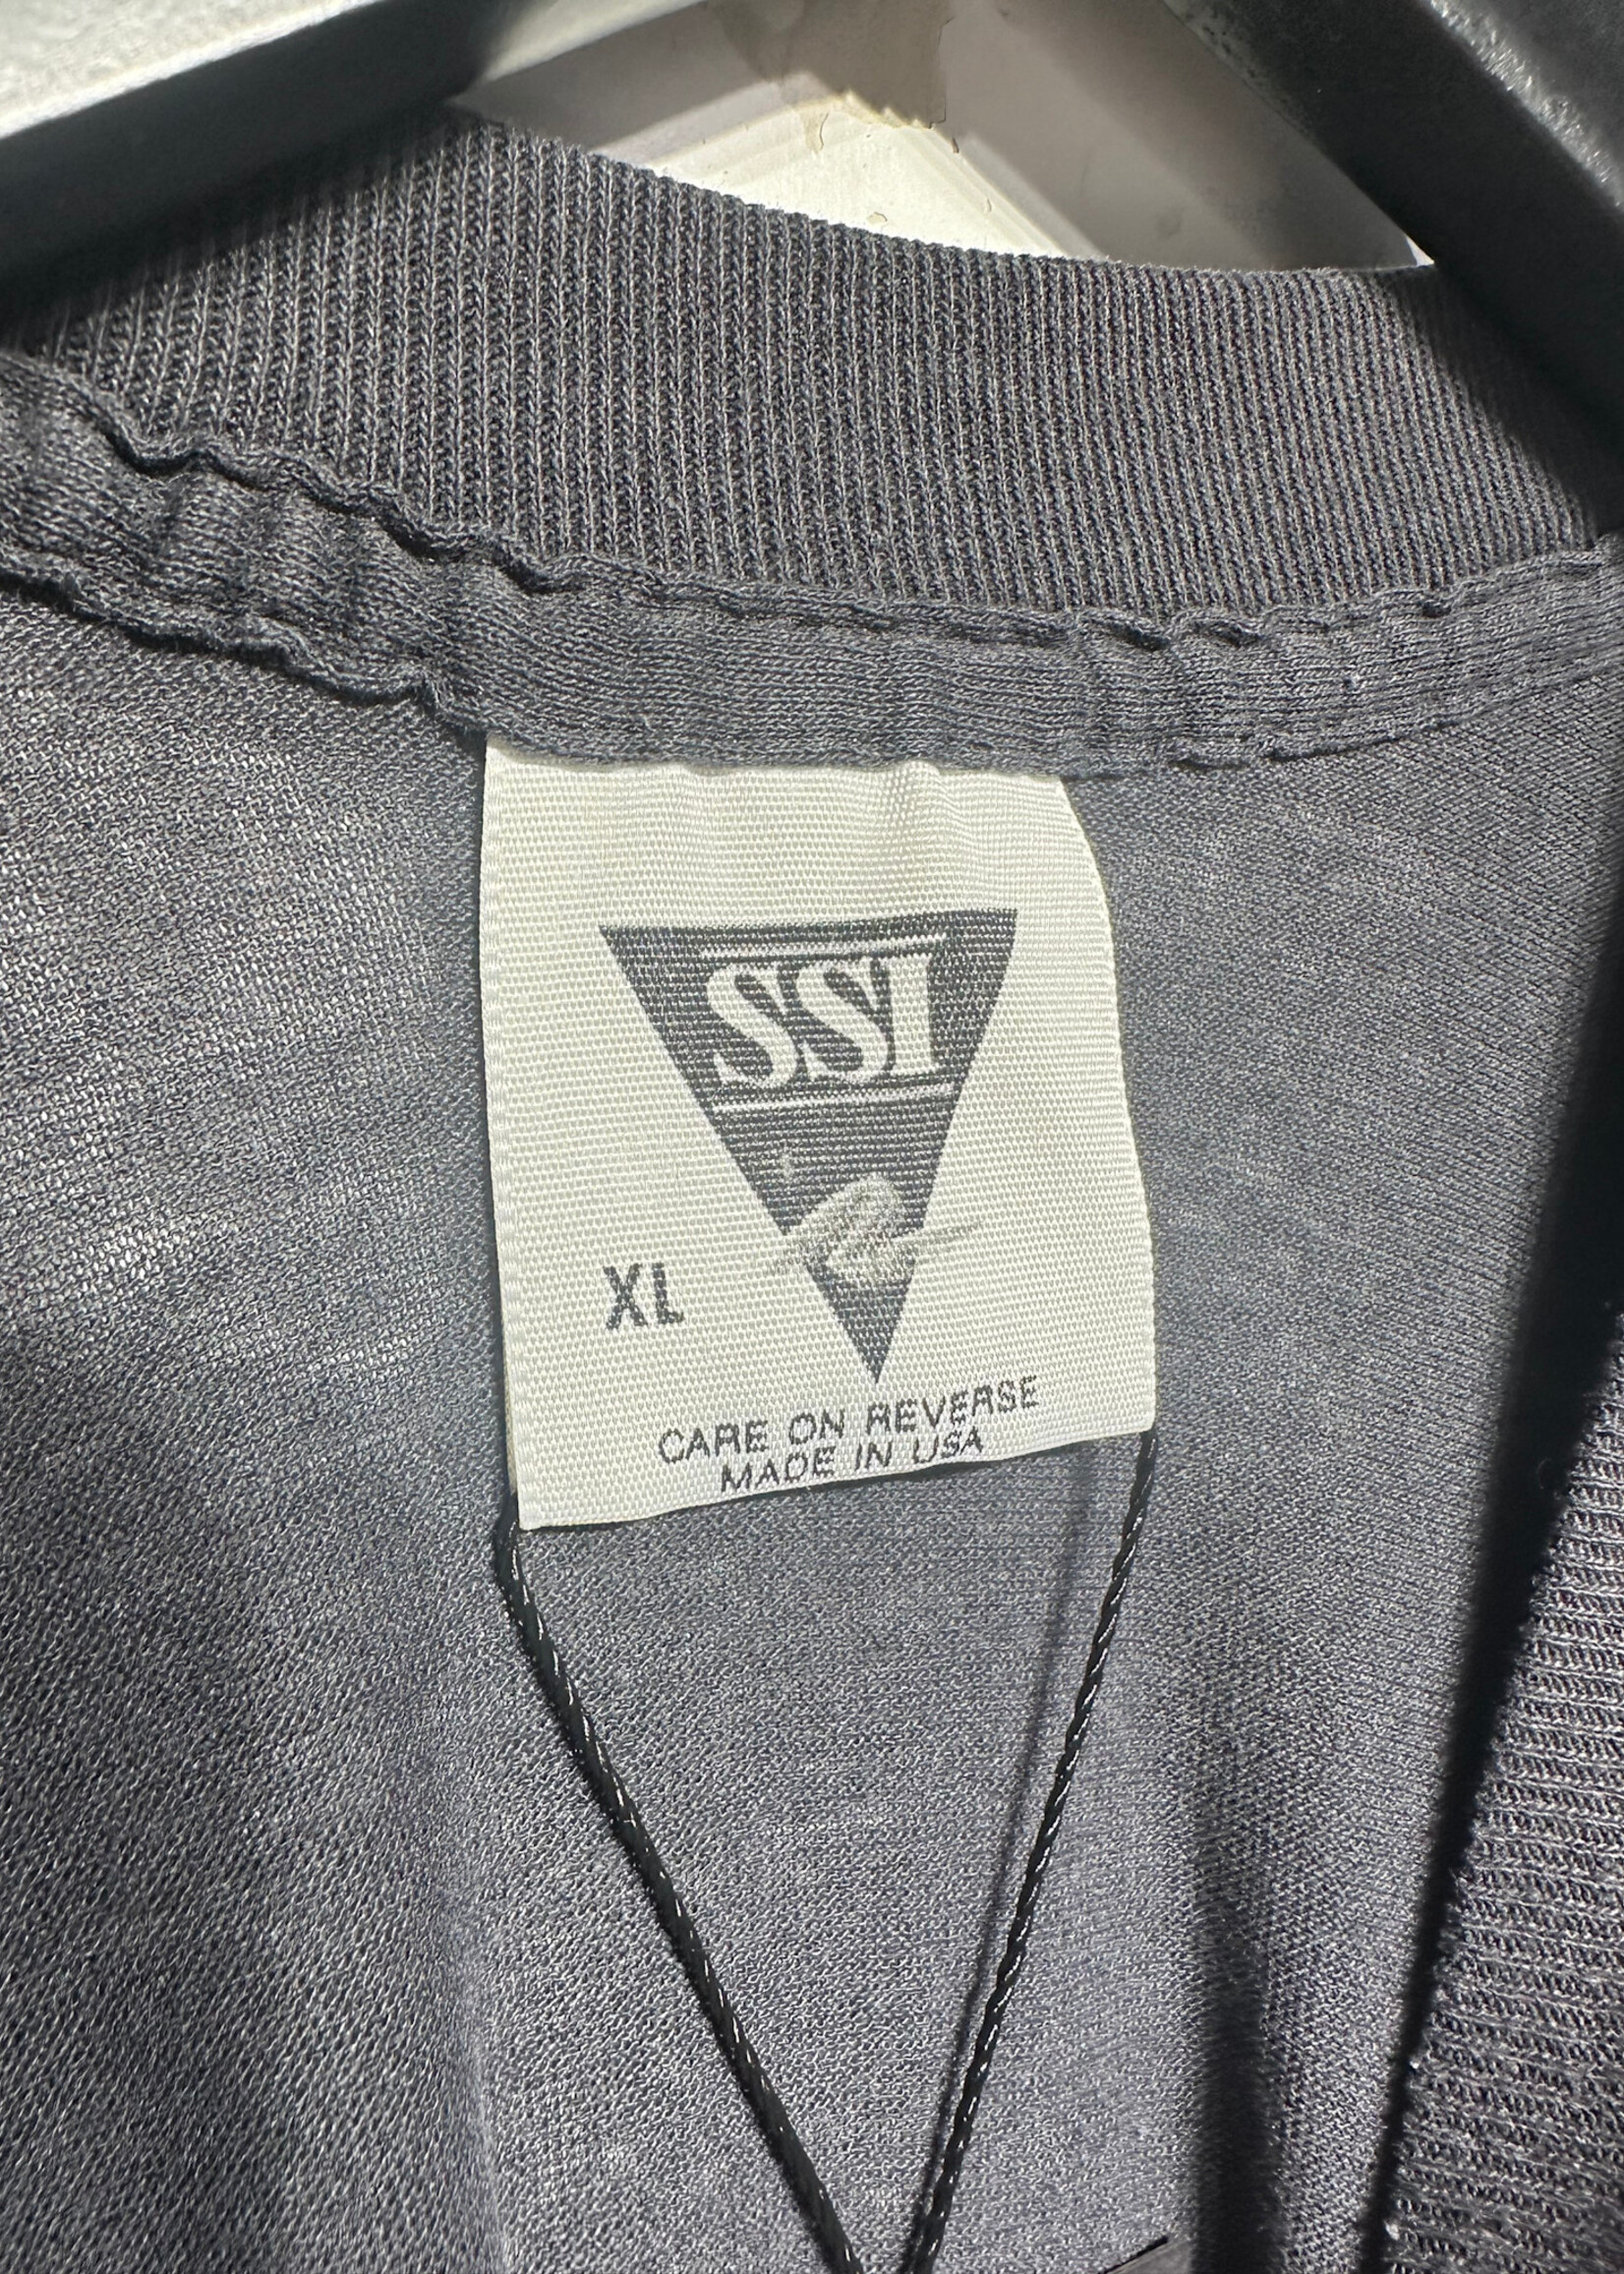 SSI
XL
CARE ON REVERSE
MADE IN USA